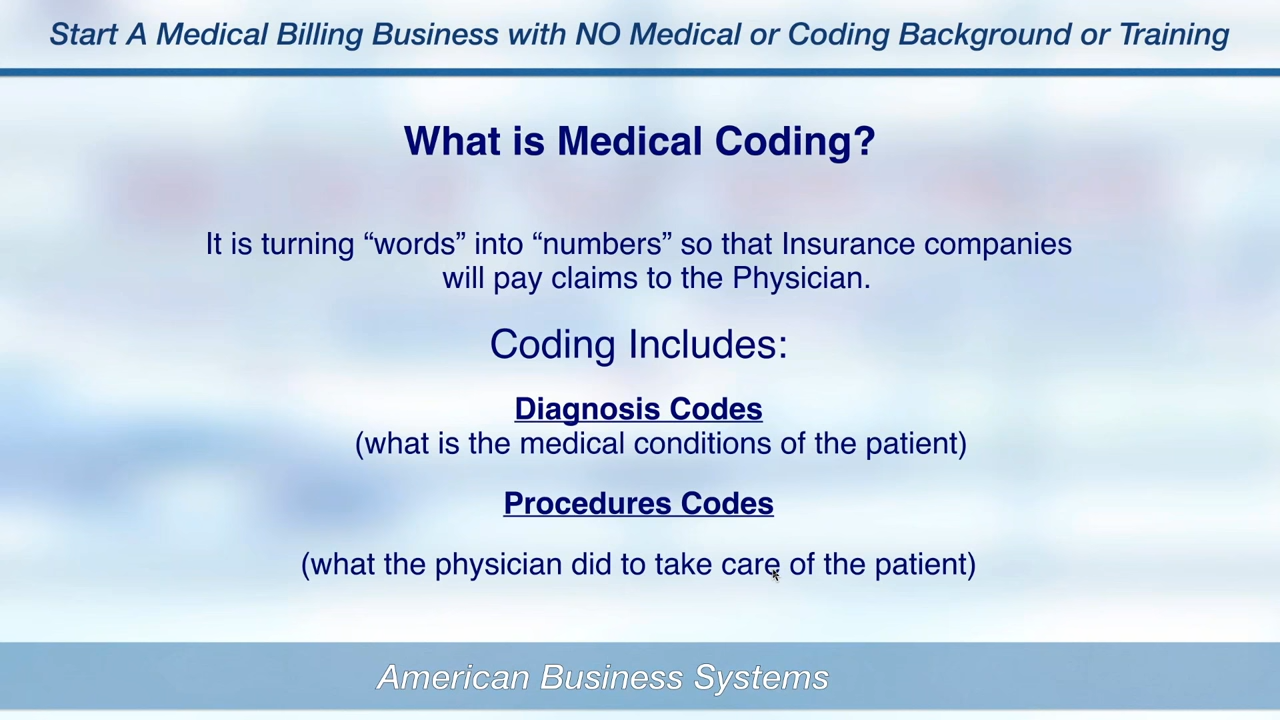 Start A Medical Billing Business with NO Medical or Coding Background or Training
What is Medical Coding?
It is turning “words” into “numbers” so that Insurance companies
will pay claims to the Physician.
Coding Includes:
Diagnosis Codes
(what is the medical conditions of the patient)
Procedures Codes
(what the physician did to take care of the patient)
American Business Systems